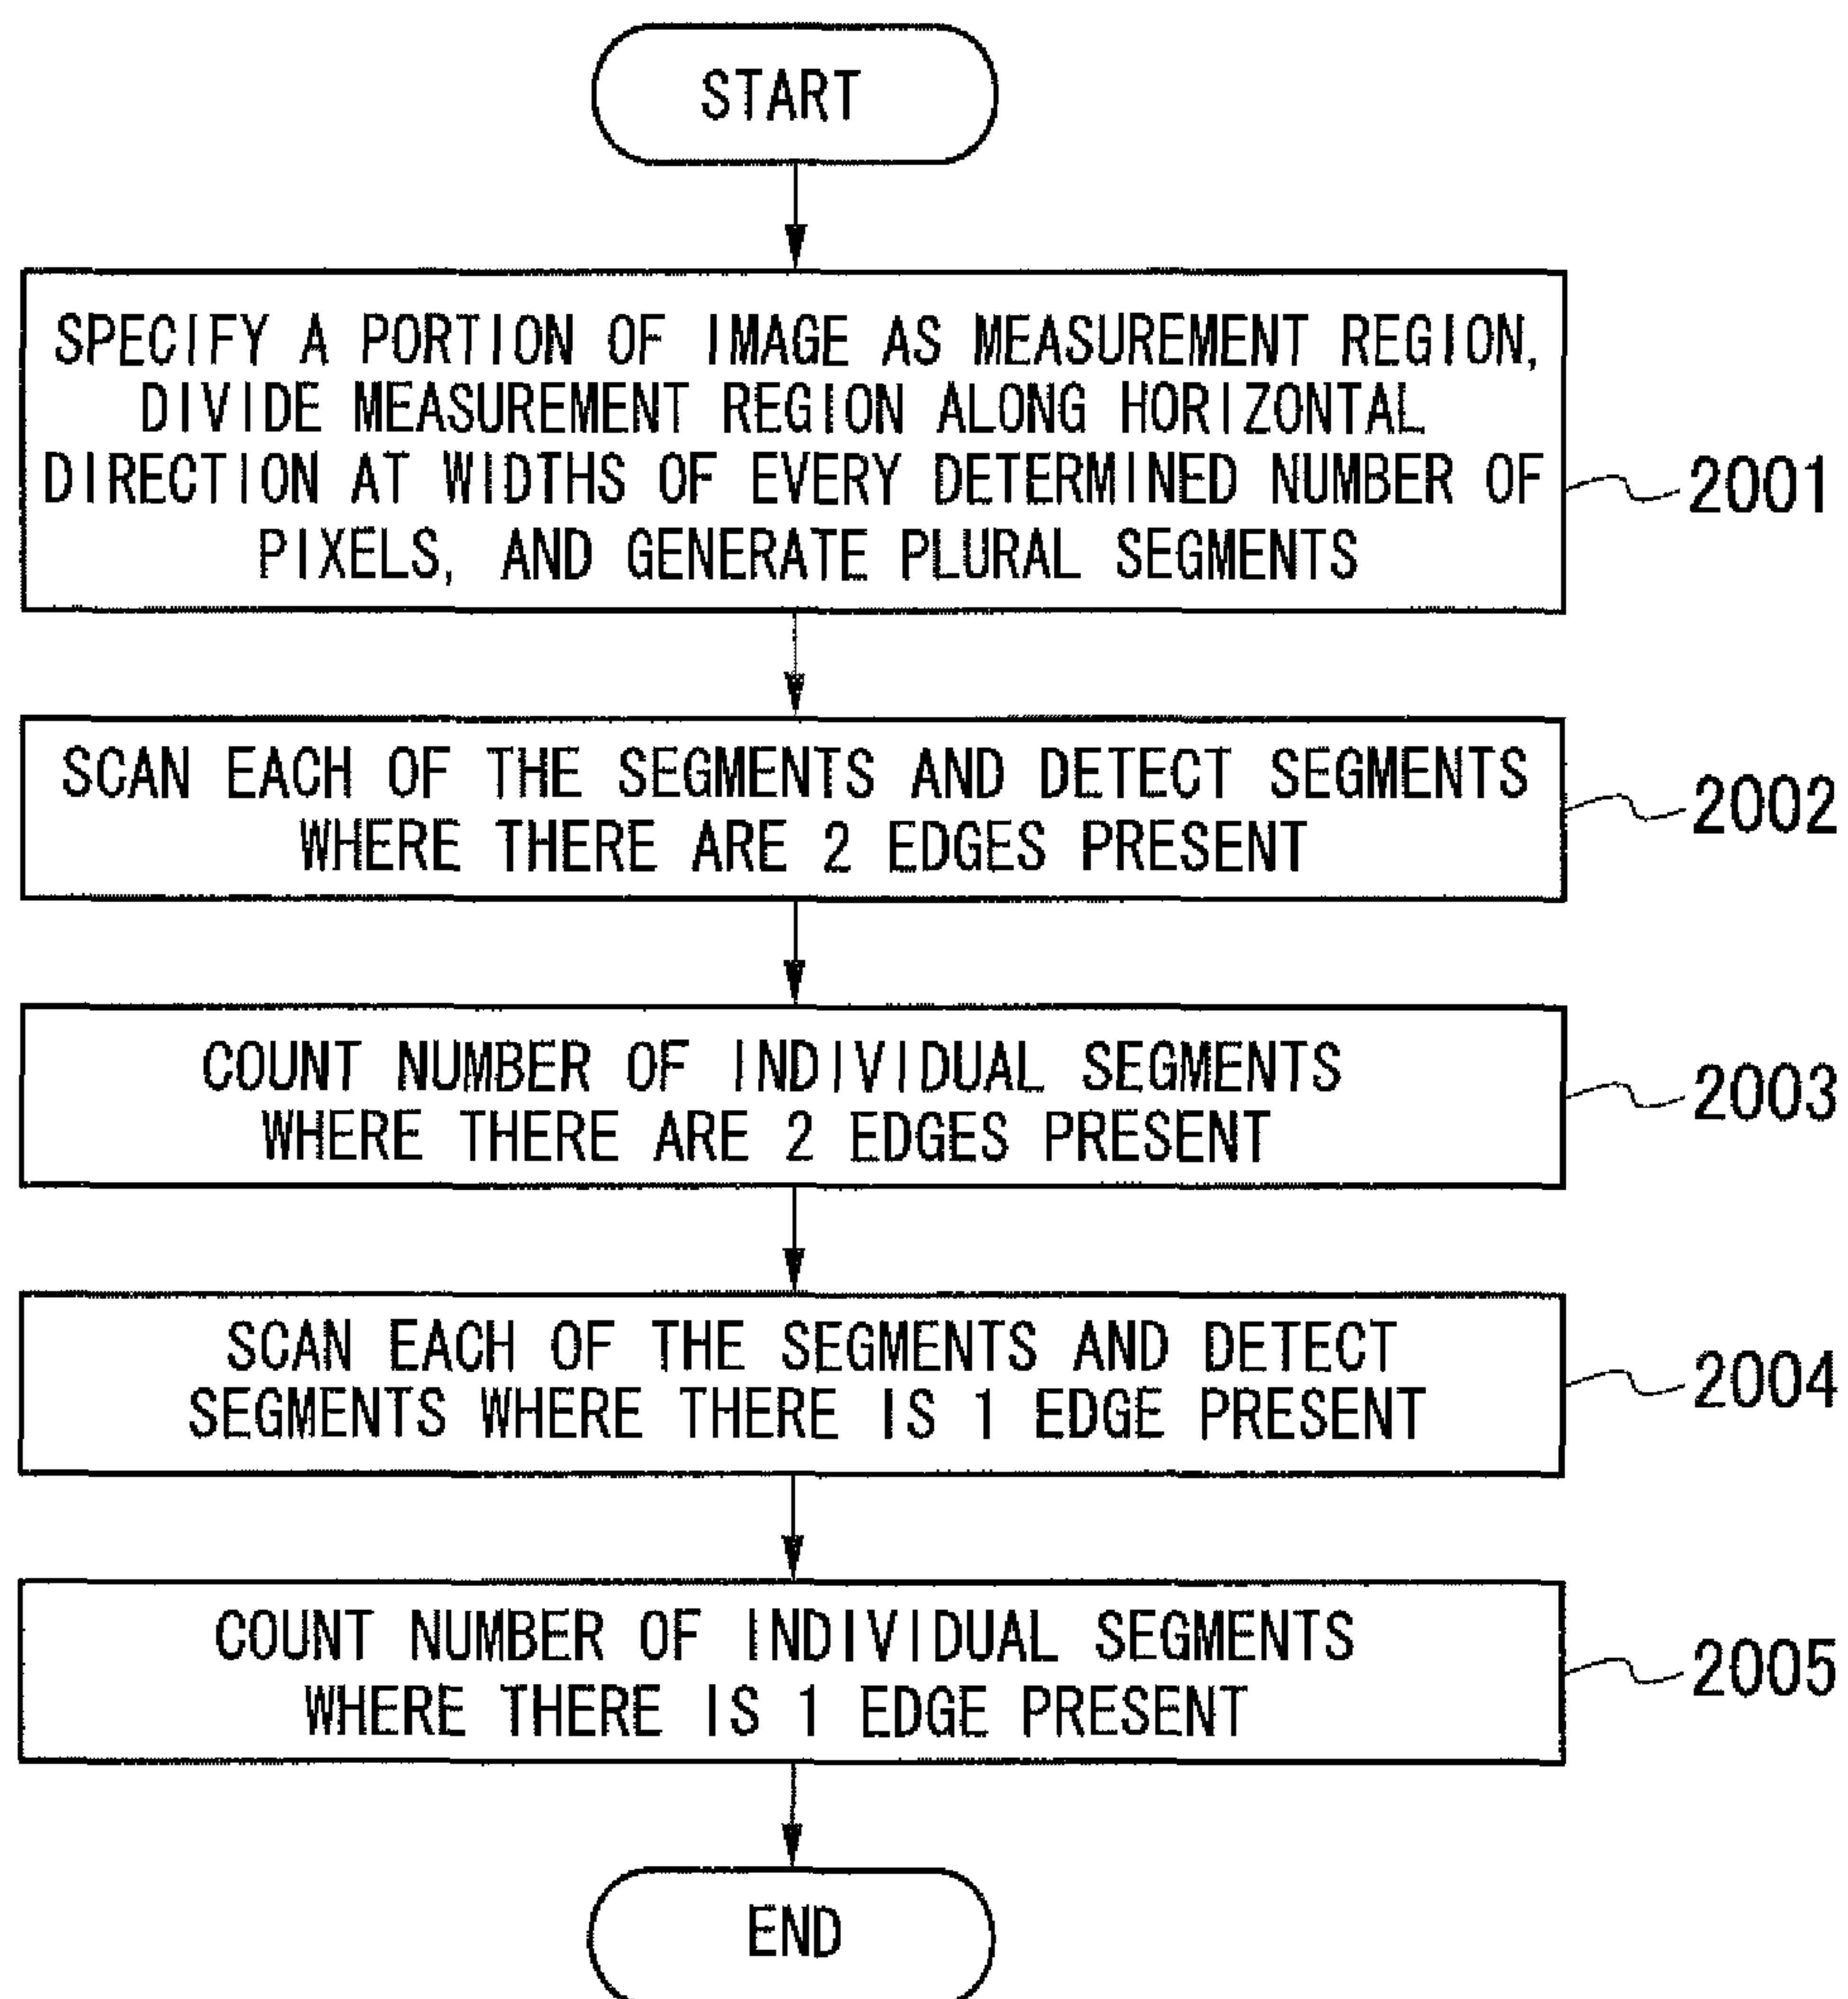 START
SPECIFY A PORTION OF IMAGE AS MEASUREMENT REGION,
DIVIDE MEASUREMENT REGION ALONG HORIZONTAL
DIRECTION AT WIDTHS OF EVERY DETERMINED NUMBER OF
PIXELS, AND GENERATE PLURAL SEGMENTS
2001
SCAN EACH OF THE SEGMENTS AND DETECT SEGMENTS
WHERE THERE ARE 2 EDGES PRESENT
2002
COUNT NUMBER OF INDIVIDUAL SEGMENTS
WHERE THERE ARE 2 EDGES PRESENT
2003
SCAN EACH OF THE SEGMENTS AND DETECT
SEGMENTS WHERE THERE IS 1 EDGE PRESENT
2004
COUNT NUMBER OF INDIVIDUAL SEGMENTS
WHERE THERE IS 1 EDGE PRESENT
2005
END